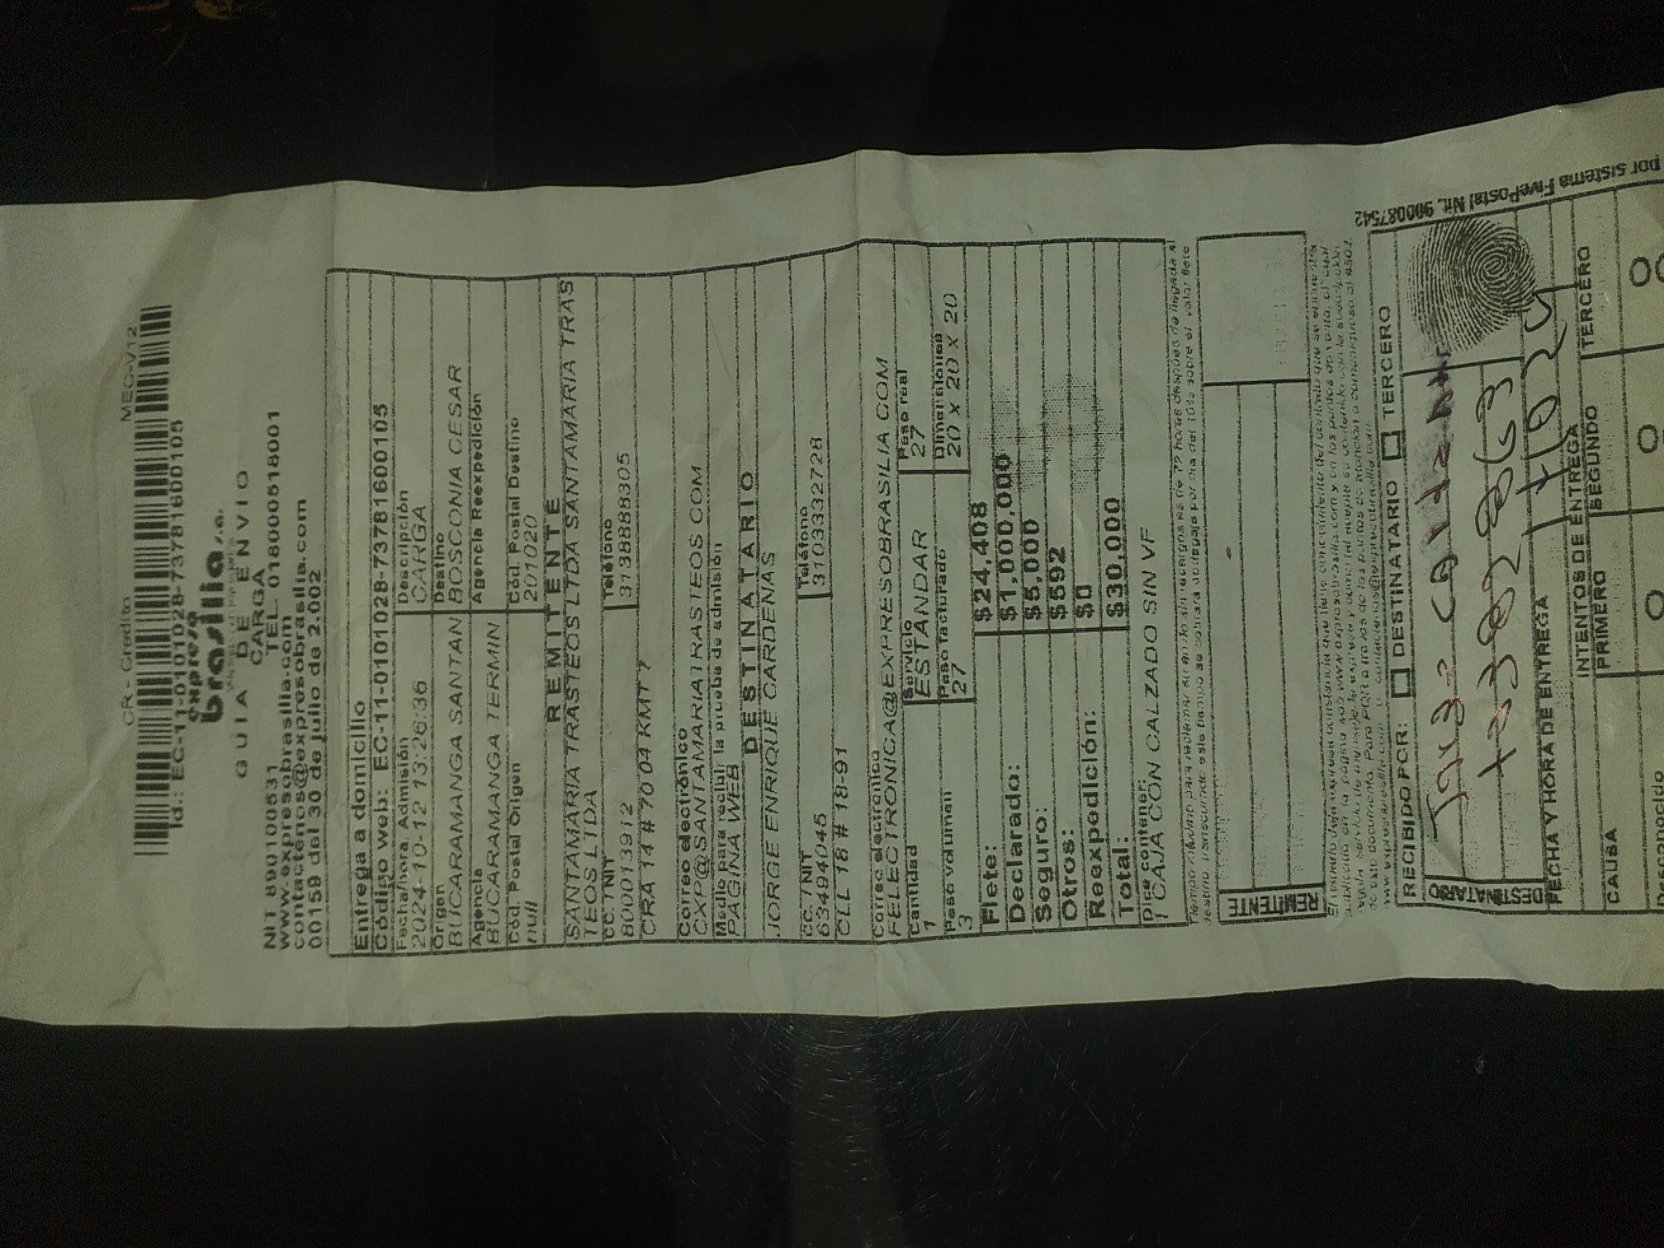 CR - Credito MEC-V12
Id.: EC-11-0101028-7378160105
expreso
brasilia s.a.
GUIA DE ENVIO
CARGA
NIT 890100531 TEL. 018000518001
www.expresobrasilia.com
contactenos@expresobrasilia.com
00159 del 30 de julio de 2.002
Entrega a domicilio
Código web: EC-11-0101028-7378160105
Fecha/hora Admisión Descripción
2024-10-12 13:26:36 CARGA
Origen Destino
BUCARAMANGA SANTAN BOSCONIA CESAR
Agencia Agencia Reexpedición
BUCARAMANGA TERMIN
Cód. Postal Origen Cód. Postal Destino
null 201020
REMITENTE
SANTAMARIA TRASTEOS LTDA SANTAMARIA TRAS
TEOS LTDA
CC. / NIT Teléfono
800013912 3138888305
CRA 14 # 70 04 KMT 7
Correo electrónico
CXP@SANTAMARIATRASTEOS COM
Medio para recibir la prueba de admisión
PAGINA WEB
DESTINATARIO
JORGE ENRIQUE CARDENAS
CC. / NIT Teléfono
63494045 3103332728
CLL 18 # 18-91
Correo electrónico
FELECTRONICA@EXPRESOBRASILIA.COM
Cantidad Servicio Peso real
1 ESTANDAR 27
Peso volumen Peso facturado Dimensiones
3 27 20 x 20 x 20
Flete: $24,408
Declarado: $1,000,000
Seguro: $5,000
Otros: $592
Reexpedición: $0
Total: $30,000
Dice contener:
1 CAJA CON CALZADO SIN VF
REMITENTE
RECIBIDO POR: DESTINATARIO TERCERO
DESTINATARIO
FECHA Y HORA DE ENTREGA
INTENTOS DE ENTREGA
CAUSA PRIMERO SEGUNDO TERCERO
Desconocido
por sistema FivePostal Nit. 900087542